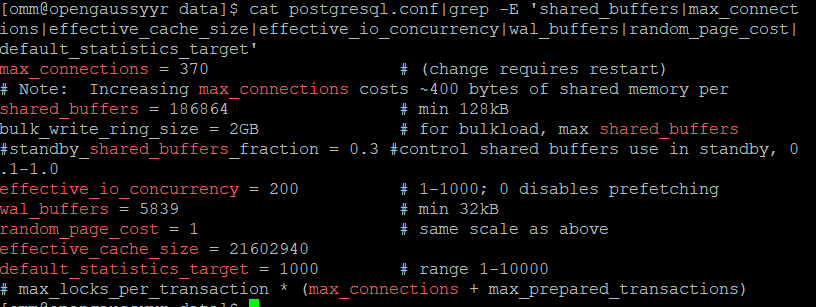 [omm@opengaussyyr data]$ cat postgresql.conf|grep -E 'shared_buffers|max_connect
ions|effective_cache_size|effective_io_concurrency|wal_buffers|random_page_cost|
default_statistics_target'
max_connections = 370                   # (change requires restart)
# Note:  Increasing max_connections costs ~400 bytes of shared memory per
shared_buffers = 186864                 # min 128kB
bulk_write_ring_size = 2GB              # for bulkload, max shared_buffers
#standby_shared_buffers_fraction = 0.3 #control shared buffers use in standby, 0
.1-1.0
effective_io_concurrency = 200          # 1-1000; 0 disables prefetching
wal_buffers = 5839                      # min 32kB
random_page_cost = 1                    # same scale as above
effective_cache_size = 21602940
default_statistics_target = 1000        # range 1-10000
# max_locks_per_transaction * (max_connections + max_prepared_transactions)
[omm@opengaussyyr data]$